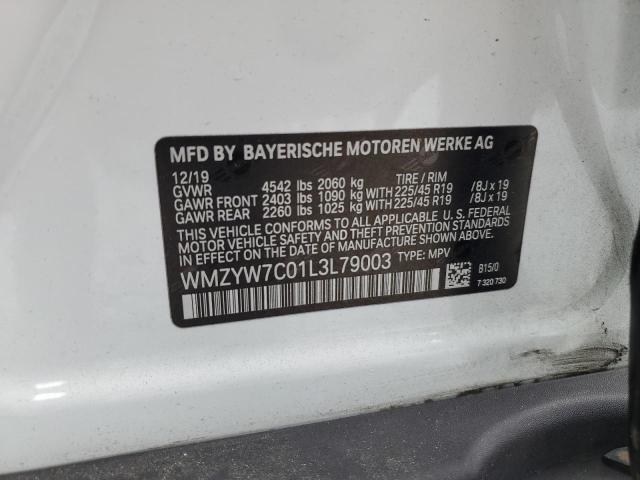 MFD BY BAYERISCHE MOTOREN WERKE AG
12/19 TIRE / RIM
GVWR 4542 lbs 2060 kg
GAWR FRONT 2403 lbs 1090 kg WITH 225/45 R19 /8J x 19
GAWR REAR 2260 lbs 1025 kg WITH 225/45 R19 /8J x 19
THIS VEHICLE CONFORMS TO ALL APPLICABLE U. S. FEDERAL
MOTOR VEHICLE SAFETY AND THEFT PREVENTION STANDARDS
IN EFFECT ON THE DATE OF MANUFACTURE SHOWN ABOVE.
WMZYW7C01L3L79003 TYPE: MPV
B15/0
7 320 730